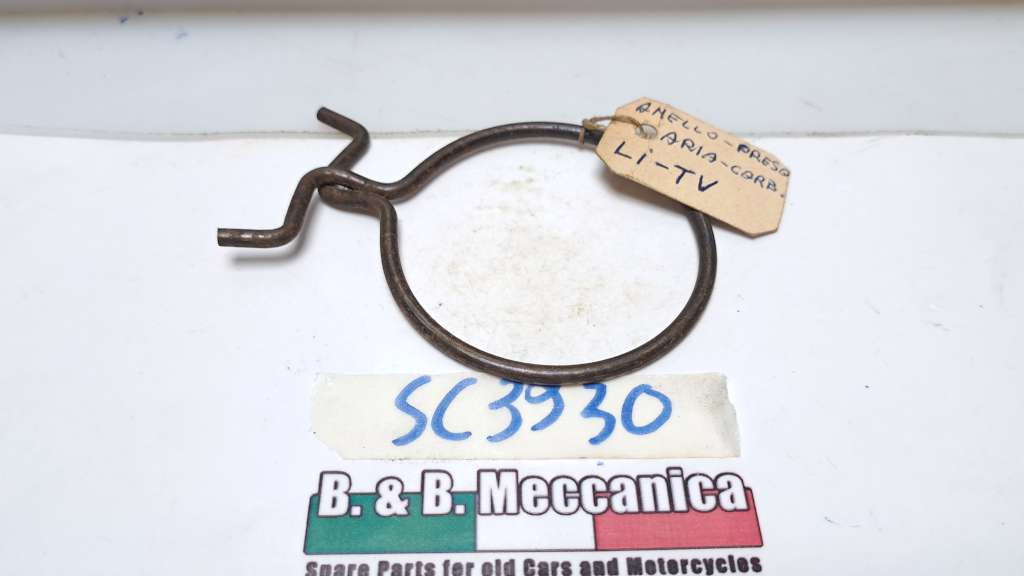 ANELLO-PRESA
ARIA-CARB.
Li-TV
SC3930
B. & B. Meccanica
Spare Parts for old Cars and Motorcycles